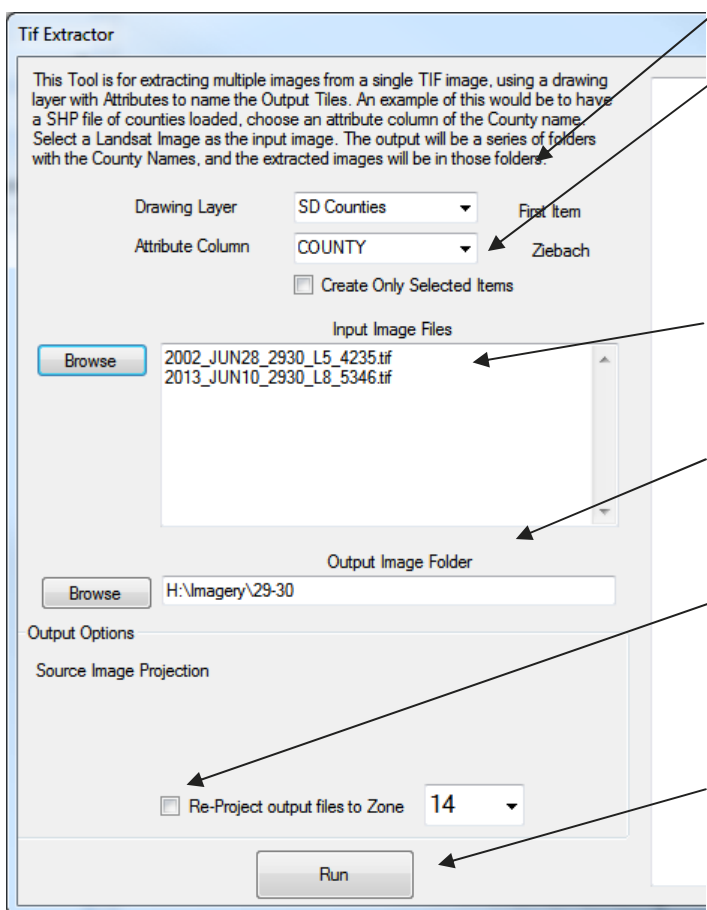 Tif Extractor
This Tool is for extracting multiple images from a single TIF image, using a drawing
layer with Attributes to name the Output Tiles. An example of this would be to have
a SHP file of counties loaded, choose an attribute column of the County name.
Select a Landsat Image as the input image. The output will be a series of folders
with the County Names, and the extracted images will be in those folders.
Drawing Layer SD Counties First Item
Attribute Column COUNTY Ziebach
Create Only Selected Items
Input Image Files
Browse 2002_JUN28_2930_L5_4235.tif
2013_JUN10_2930_L8_5346.tif
Output Image Folder
Browse H:\Imagery\29-30
Output Options
Source Image Projection
Re-Project output files to Zone 14
Run